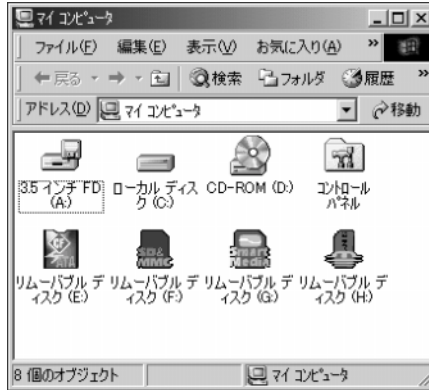 マイ コンピュータ
ファイル(F) 編集(E) 表示(V) お気に入り(A) »
戻る 検索 フォルダ 履歴 »
アドレス(D) マイ コンピュータ 移動
3.5 インチ FD (A:)
ローカル ディスク (C:)
CD-ROM (D:)
コントロール パネル
CF ATA
SD& MMC
Smart Media
リムーバブル ディスク (E:)
リムーバブル ディスク (F:)
リムーバブル ディスク (G:)
リムーバブル ディスク (H:)
8 個のオブジェクト マイ コンピュータ